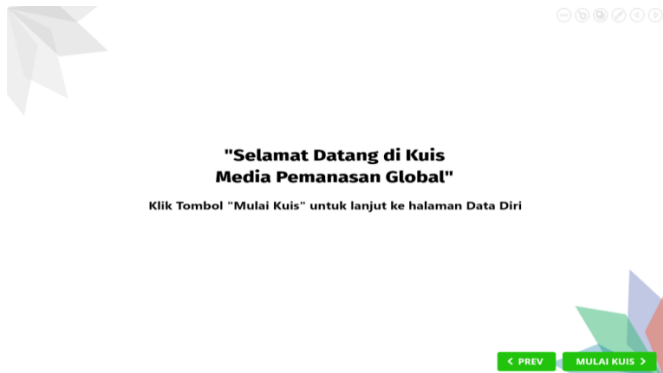 "Selamat Datang di Kuis
Media Pemanasan Global"
Klik Tombol "Mulai Kuis" untuk lanjut ke halaman Data Diri
PREV
MULAI KUIS